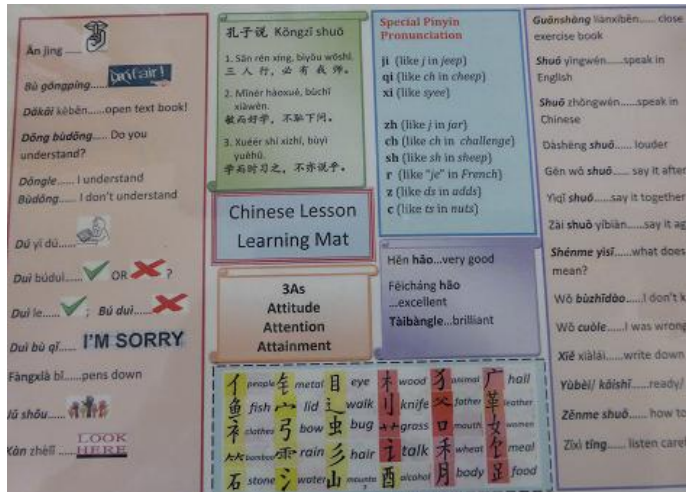 Ān jìng ......
Bù gōngpíng...... unfair!
Dǎkāi kèběn......open text book!
Dǒng bùdǒng..... Do you
understand?
Dǒngle...... I understand
Bùdǒng..... I don't understand
Dú yī dú......
Duì búduì...... OR ?
Duì le...... ; Bú duì......
Duì bù qǐ..... I'M SORRY
Fàngxià bǐ.....pens down
Jǔ shǒu.....
Kàn zhèlǐ ...... LOOK
HERE
孔子说 Kǒngzǐ shuō
1. Sān rén xíng, bìyǒu wǒshī.
三 人 行，必 有 我 师。
2. Mǐnér hàoxué, bùchǐ
xiàwèn.
敏而好学，不耻下问。
3. Xuéér shí xízhī, bùyì
yuèhū.
学而时习之，不亦说乎。
Chinese Lesson
Learning Mat
3As
Attitude
Attention
Attainment
Special Pinyin
Pronunciation
ji (like j in jeep)
qi (like ch in cheep)
xi (like syee)
zh (like j in jar)
ch (like ch in challenge)
sh (like sh in sheep)
r (like "je" in French)
z (like ds in adds)
c (like ts in nuts)
Hěn hǎo...very good
Fēicháng hǎo
...excellent
Tàibàngle...brilliant
亻 people 钅 metal 目 eye 木 wood 犭 animal 广 hall
鱼 fish 宀 lid 辶 walk 刂 knife 父 father 革 leather
衤 clothes 弓 bow 虫 bug 艹 grass 口 mouth 女 women
bamboo rain 彡 hair 讠 talk 禾 wheat 饣 meal
石 stone 氵 water 山 酉 alcohol 月 body 足 food
Guānshàng liànxíběn...... close
exercise book
Shuō yīngwén......speak in
English
Shuō zhōngwén......speak in
Chinese
Dàshēng shuō...... louder
Gēn wǒ shuō...... say it after
Yìqǐ shuō.....say it together
Zài shuō yíbiàn......say it ag
Shénme yìsi......what does
mean?
Wǒ bùzhīdào.....I don't k
Wǒ cuòle......I was wrong
Xiě xiàlái......write down
Yùbèi/ kāishǐ......ready/
Zěnme shuō...... how to
Zǐxì tīng...... listen caref